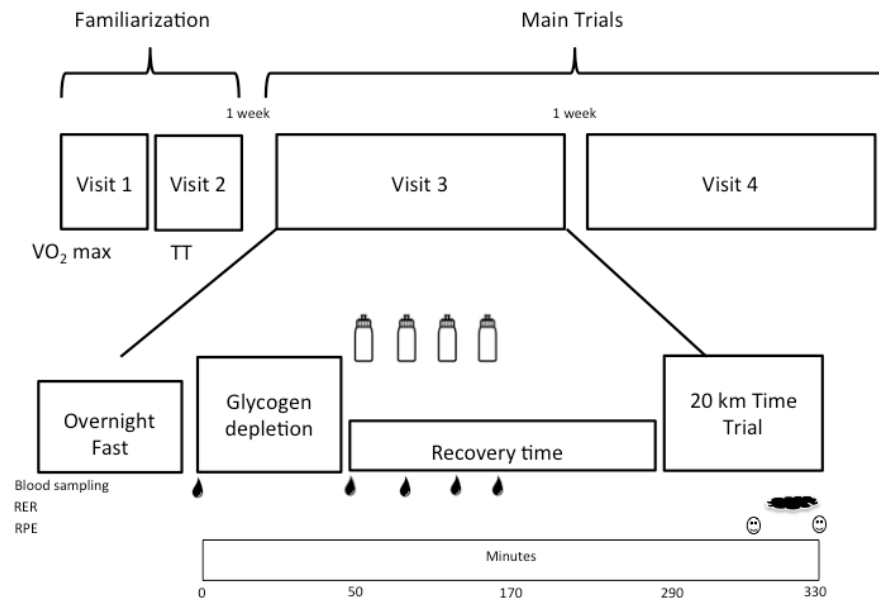 Familiarization
Main Trials
1 week
1 week
Visit 1
Visit 2
Visit 3
Visit 4
VO₂ max
TT
Overnight
Fast
Glycogen
depletion
Recovery time
20 km Time
Trial
Blood sampling
RER
RPE
Minutes
0
50
170
290
330